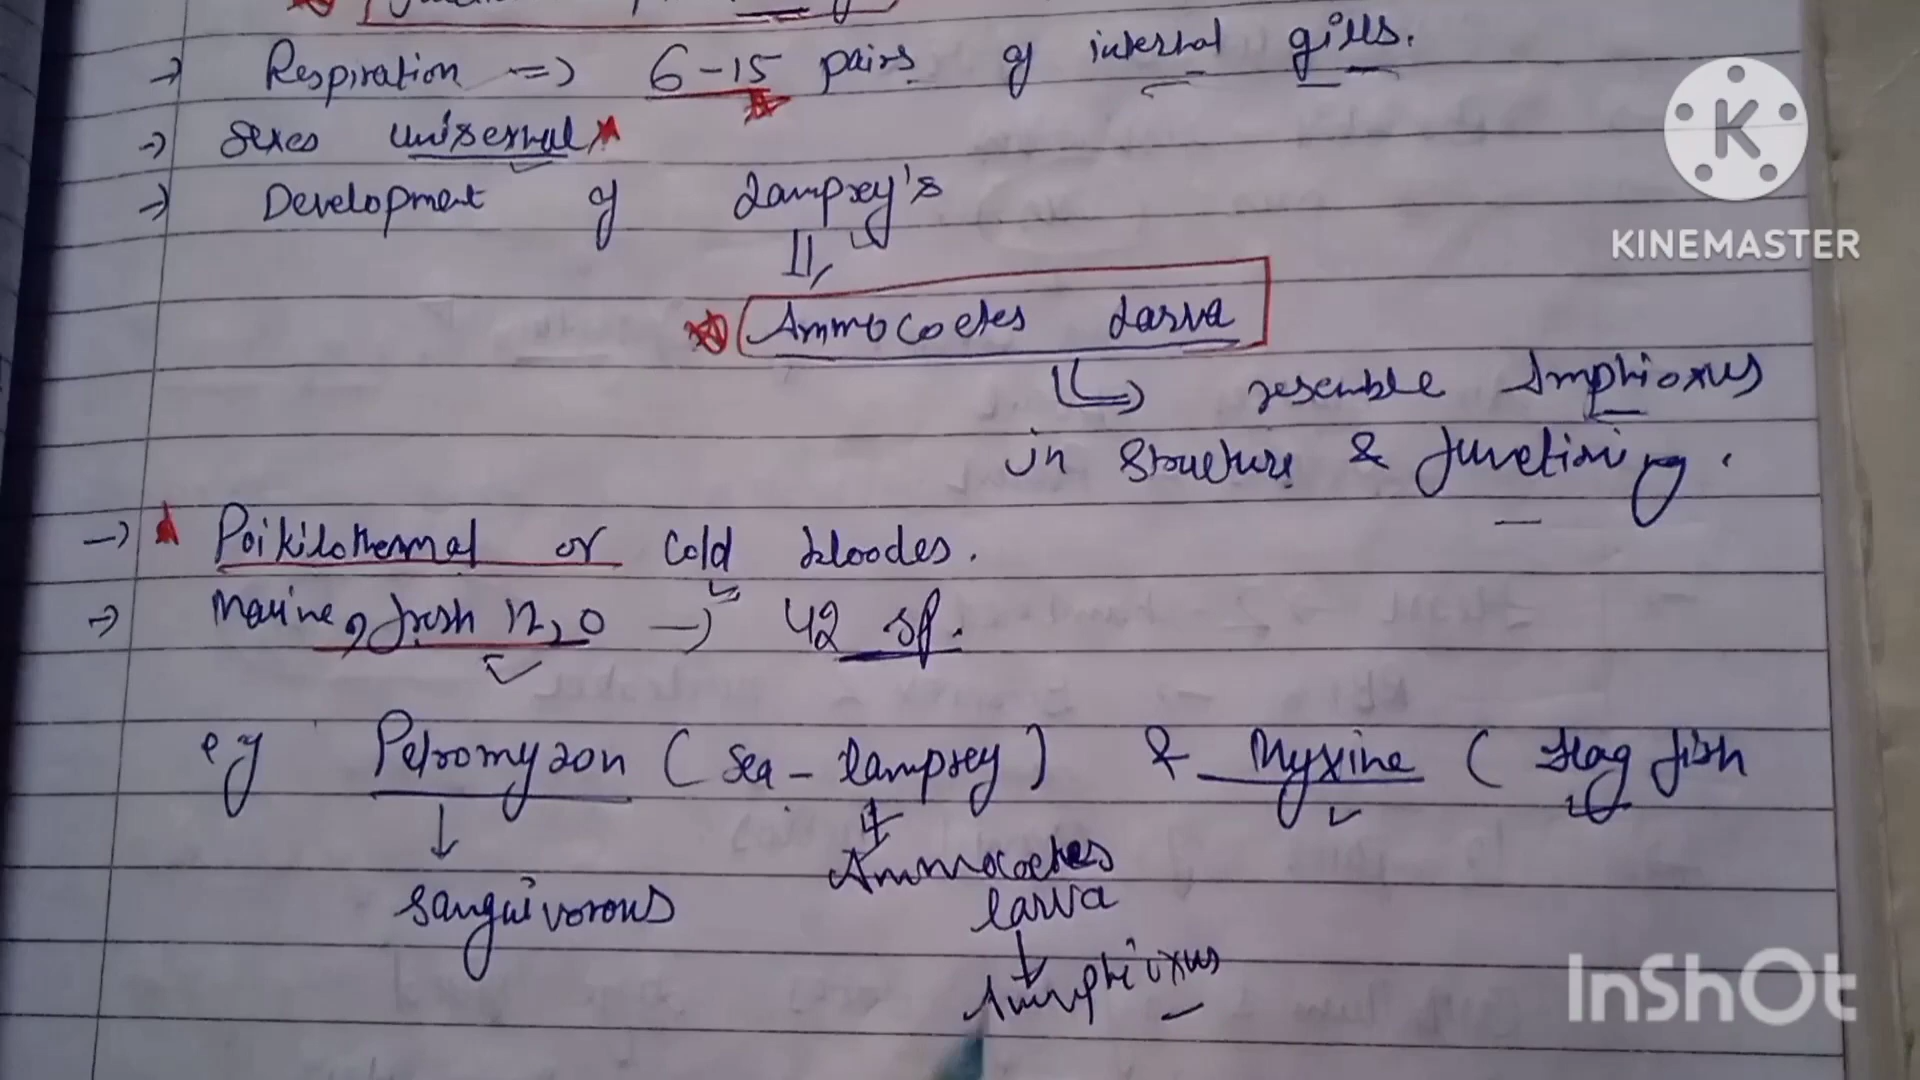 → Respiration => 6-15 pairs of internal gills.
→ Sexes unisexual
→ Development of Lamprey's
Ammocoetes Larva
resemble Amphioxus
in structure & functioning.
→ Poikilothermal or cold bloodes.
→ Marine, fresh H2O → 42 sp.
eg Petromyzon (Sea-Lamprey) & Myxine (Hag fish
Ammocoetes
sanguivorous larva
Amphioxus
K
KINEMASTER
InShOt